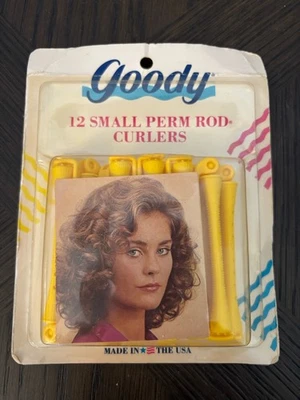 goody
12 SMALL PERM ROD
CURLERS
MADE IN THE USA